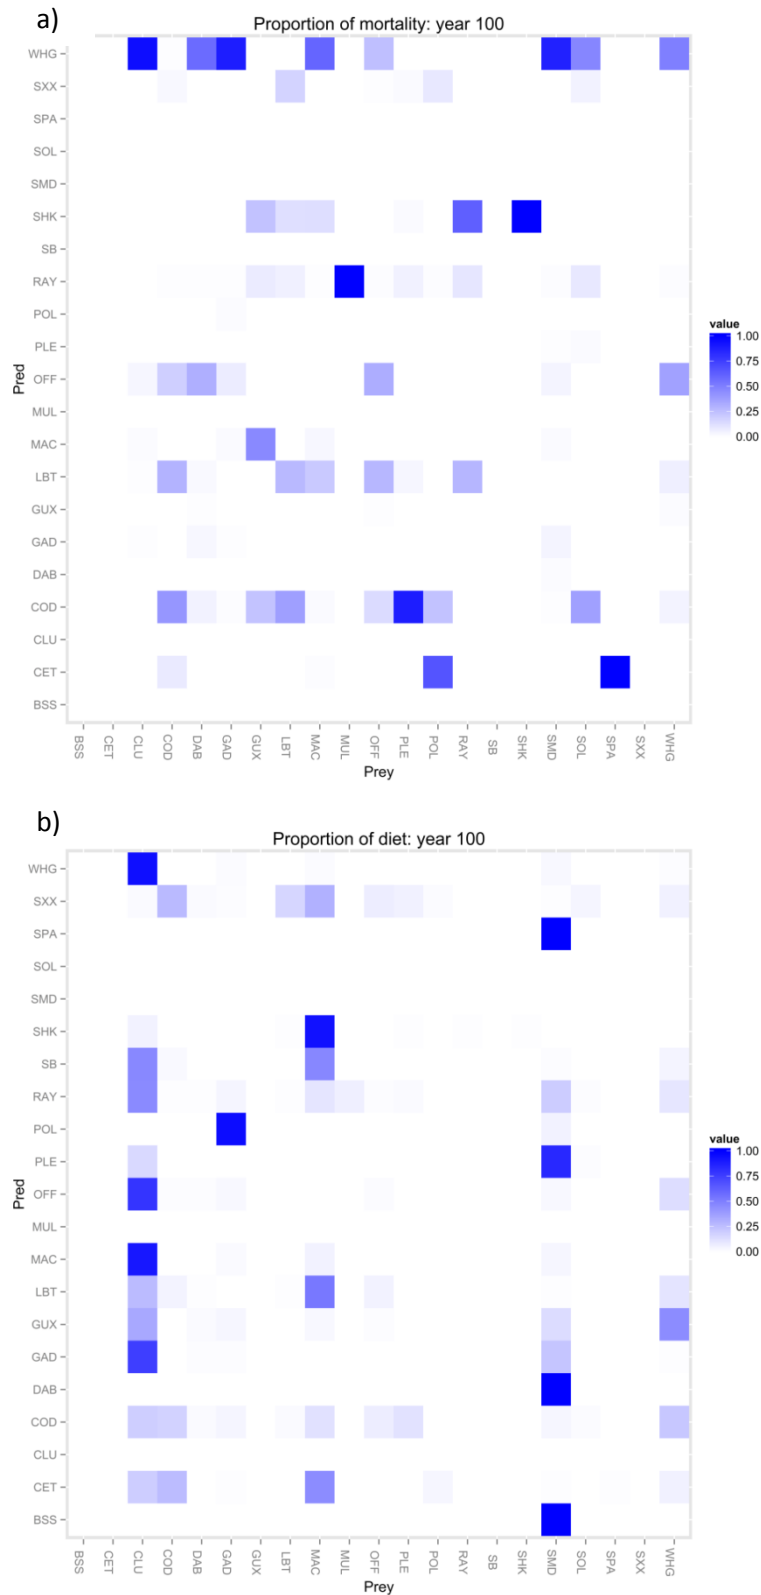 a)
Proportion of mortality: year 100
WHG
SXX
SPA
SOL
SMD
SHK
SB
RAY
POL
PLE
OFF
MUL
MAC
LBT
GUX
GAD
DAB
COD
CLU
CET
BSS
Pred
BSS CET CLU COD DAB GAD GUX LBT MAC MUL OFF PLE POL RAY SB SHK SMD SOL SPA SXX WHG
Prey
value
1.00
0.75
0.50
0.25
0.00
b)
Proportion of diet: year 100
WHG
SXX
SPA
SOL
SMD
SHK
SB
RAY
POL
PLE
OFF
MUL
MAC
LBT
GUX
GAD
DAB
COD
CLU
CET
BSS
Pred
BSS CET CLU COD DAB GAD GUX LBT MAC MUL OFF PLE POL RAY SB SHK SMD SOL SPA SXX WHG
Prey
value
1.00
0.75
0.50
0.25
0.00